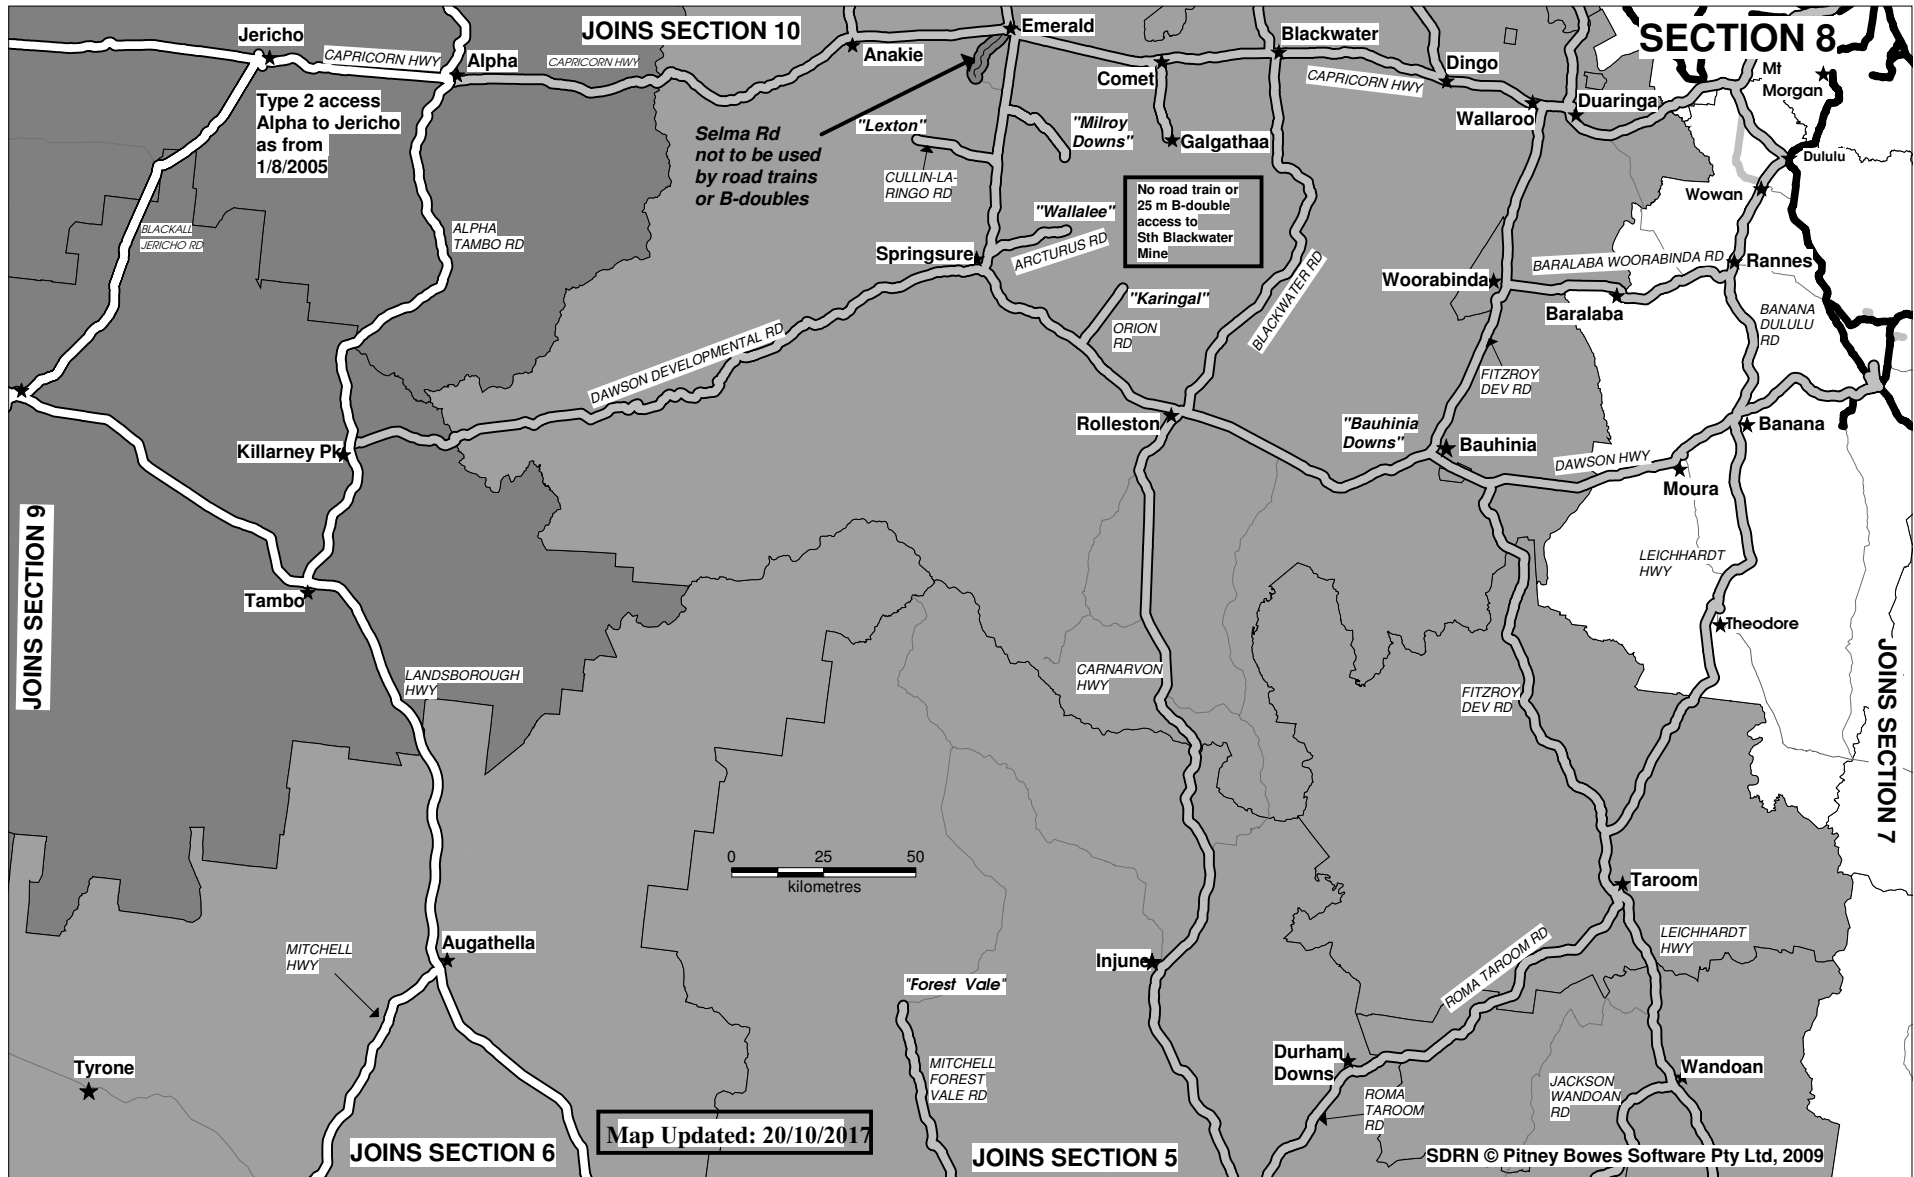 JOINS SECTION 10
SECTION 8
Jericho
CAPRICORN HWY
Alpha
CAPRICORN HWY
Anakie
Emerald
Comet
Blackwater
CAPRICORN HWY
Dingo
Wallaroo
Duaringa
Mt
Morgan
Type 2 access
Alpha to Jericho
as from
1/8/2005
Selma Rd
not to be used
by road trains
or B-doubles
"Lexton"
CULLIN-LA-
RINGO RD
"Milroy
Downs"
Galgathaa
Dululu
Wowan
No road train or
25 m B-double
access to
Sth Blackwater
Mine
BLACKALL
JERICHO RD
ALPHA
TAMBO RD
"Wallalee"
Springsure
ARCTURUS RD
"Karingal"
ORION
RD
BLACKWATER RD
Woorabinda
BARALABA WOORABINDA RD
Rannes
Baralaba
BANANA
DULULU
RD
DAWSON DEVELOPMENTAL RD
FITZROY
DEV RD
Rolleston
"Bauhinia
Downs"
Bauhinia
Banana
DAWSON HWY
Moura
Killarney Pk
JOINS SECTION 9
Tambo
LEICHHARDT
HWY
Theodore
JOINS SECTION 7
LANDSBOROUGH
HWY
CARNARVON
HWY
FITZROY
DEV RD
0 25 50
kilometres
Taroom
MITCHELL
HWY
Augathella
Injune
ROMA TAROOM RD
LEICHHARDT
HWY
"Forest Vale"
Tyrone
MITCHELL
FOREST
VALE RD
Durham
Downs
ROMA
TAROOM
RD
JACKSON
WANDOAN
RD
Wandoan
Map Updated: 20/10/2017
JOINS SECTION 6
JOINS SECTION 5
SDRN © Pitney Bowes Software Pty Ltd, 2009